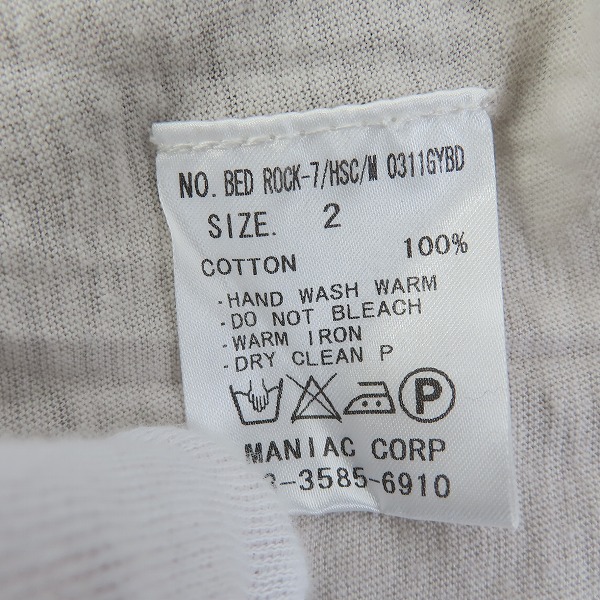 NO. BED ROCK-7/HSC/M 0311GYBD
SIZE. 2
COTTON 100%
·HAND WASH WARM
·DO NOT BLEACH
·WARM IRON
·DRY CLEAN P
P
MANIAC CORP
3-3585-6910